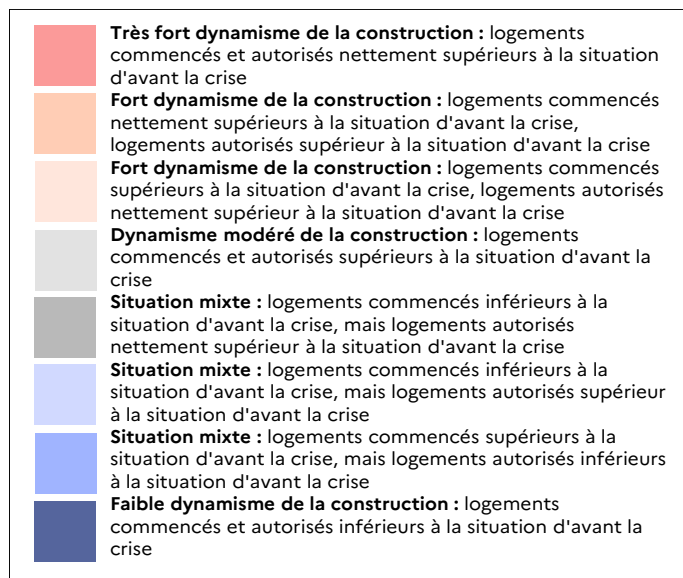 Très fort dynamisme de la construction : logements
commencés et autorisés nettement supérieurs à la situation
d'avant la crise
Fort dynamisme de la construction : logements commencés
nettement supérieurs à la situation d'avant la crise,
logements autorisés supérieur à la situation d'avant la crise
Fort dynamisme de la construction : logements commencés
supérieurs à la situation d'avant la crise, logements autorisés
nettement supérieur à la situation d'avant la crise
Dynamisme modéré de la construction : logements
commencés et autorisés supérieurs à la situation d'avant la
crise
Situation mixte : logements commencés inférieurs à la
situation d'avant la crise, mais logements autorisés
nettement supérieur à la situation d'avant la crise
Situation mixte : logements commencés inférieurs à la
situation d'avant la crise, mais logements autorisés supérieur
à la situation d'avant la crise
Situation mixte : logements commencés supérieurs à la
situation d'avant la crise, mais logements autorisés inférieurs
à la situation d'avant la crise
Faible dynamisme de la construction : logements
commencés et autorisés inférieurs à la situation d'avant la
crise